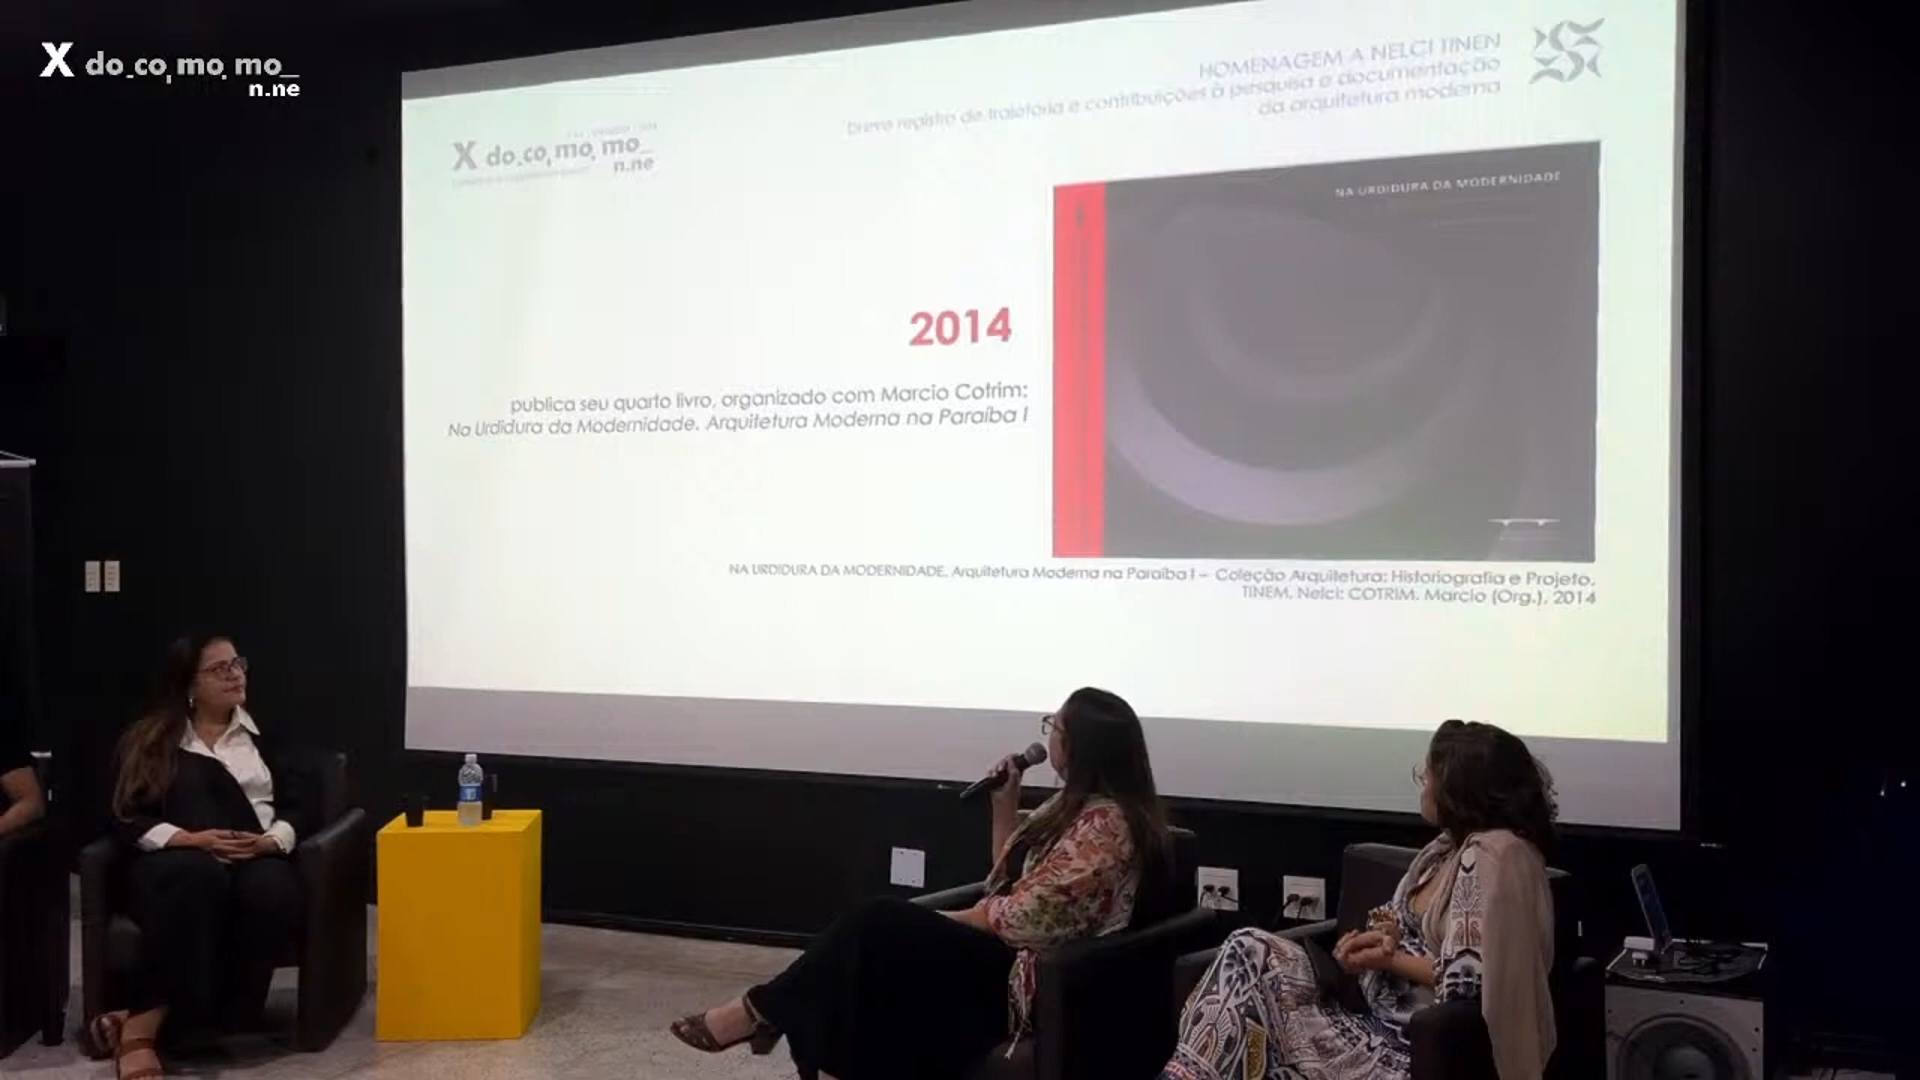 X do_co_mo_mo_
n.ne
HOMENAGEM A NELCI TINEN
breve registro de trajetória e contribuições à pesquisa e documentação
da arquitetura moderna
X do_co_mo_mo_
n.ne
NA URDIDURA DA MODERNIDADE
2014
publica seu quarto livro, organizado com Marcio Cotrim:
Na Urdidura da Modernidade. Arquitetura Moderna na Paraíba I
NA URDIDURA DA MODERNIDADE. Arquitetura Moderna na Paraíba I – Coleção Arquitetura: Historiografia e Projeto.
TINEM, Nelci; COTRIM, Marcio (Org.), 2014